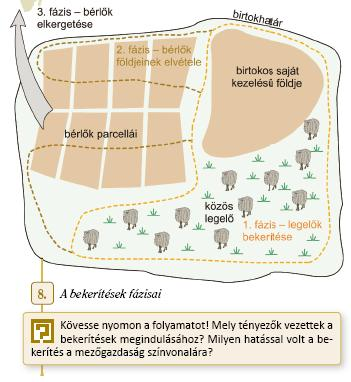 3. fázis – bérlők
elkergetése
birtokhatár
2. fázis – bérlők
földjeinek elvétele
birtokos saját
kezelésű földje
bérlők parcellái
közös
legelő
1. fázis – legelők
bekerítése
8. A bekerítések fázisai
Kövesse nyomon a folyamatot! Mely tényezők vezettek a
bekerítések megindulásához? Milyen hatással volt a be-
kerítés a mezőgazdaság színvonalára?